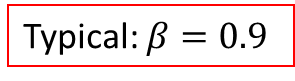 Typical: β = 0.9